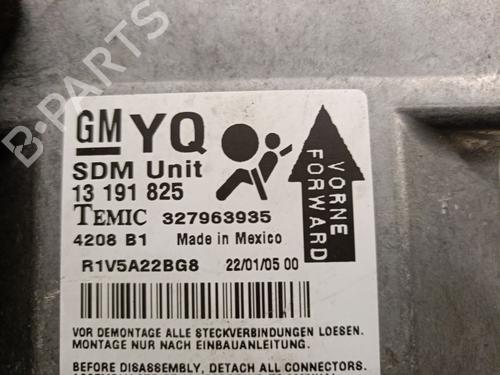 B-PARTS
GM YQ
SDM Unit
13 191 825
TEMIC 327963935
4208 B1 Made in Mexico
R1V5A22BG8 22/01/05 00
VORNE
FORWARD
VOR DEMONTAGE ALLE STECKVERBINDUNGEN LOESEN.
MONTAGE NUR NACH EINBAUANLEITUNG.
BEFORE DISASSEMBLY, DETACH ALL CONNECTORS.